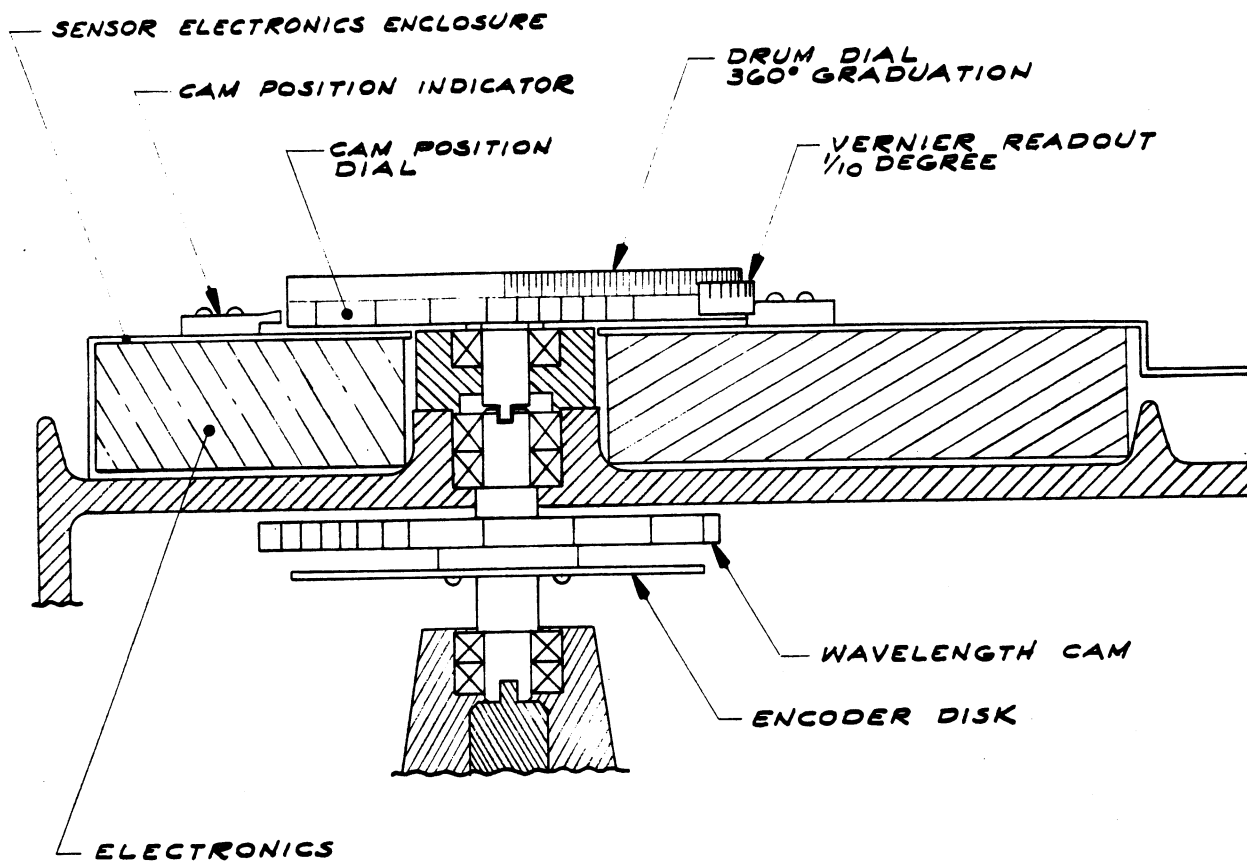 SENSOR ELECTRONICS ENCLOSURE
CAM POSITION INDICATOR
CAM POSITION
DIAL
DRUM DIAL
360° GRADUATION
VERNIER READOUT
1/10 DEGREE
WAVELENGTH CAM
ENCODER DISK
ELECTRONICS